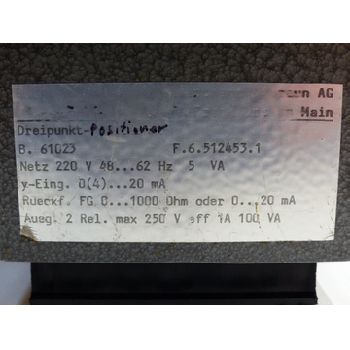 AG
Main
Dreipunkt-Positioner
B. 61023 F.6.512453.1
Netz 220 V 48...62 Hz 5 VA
y-Eing. 0(4)...20 mA
Rueckf. FG 0...1000 Ohm oder 0...20 mA
Ausg. 2 Rel. max 250 V eff 1A 100 VA